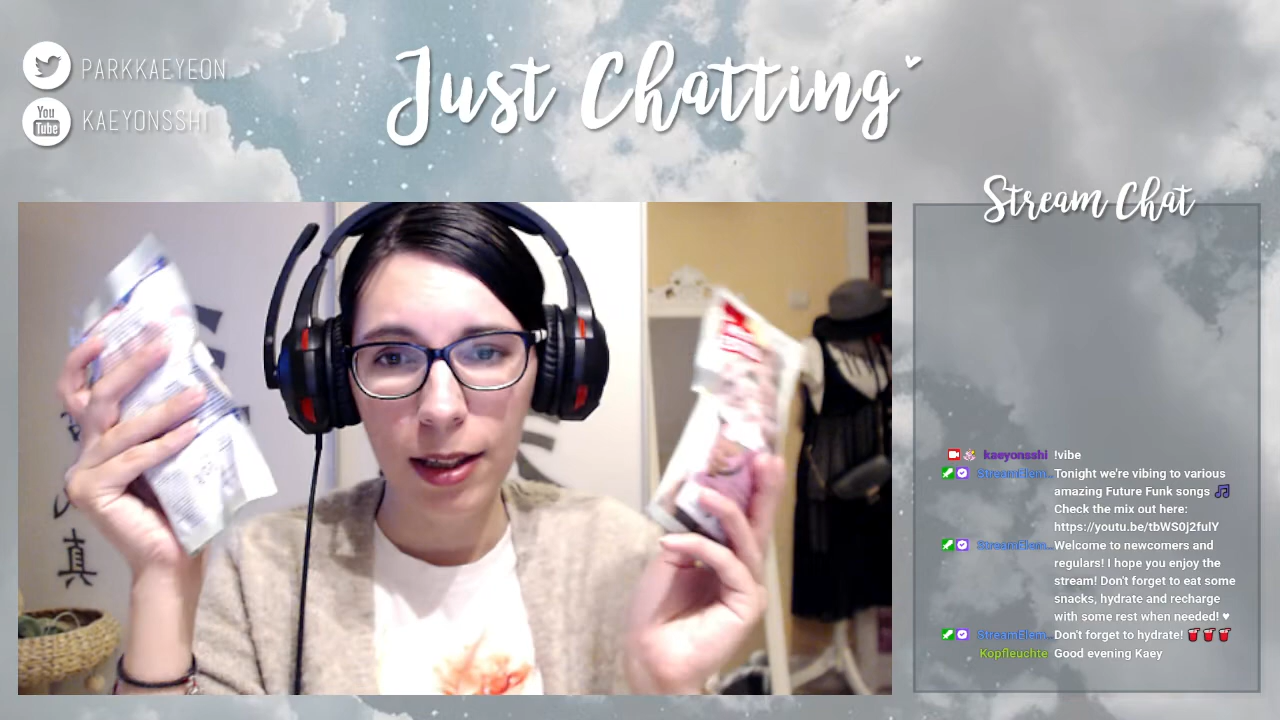 PARKKAEYEON
You
Tube
KAEYONSSHI
Just Chatting
Stream Chat
真
kaeyonsshi !vibe
StreamElem... Tonight we're vibing to various
amazing Future Funk songs 🎵
Check the mix out here:
https://youtu.be/tbWS0J2fulY
StreamElem... Welcome to newcomers and
regulars! I hope you enjoy the
stream! Don't forget to eat some
snacks, hydrate and recharge
with some rest when needed! ♥
StreamElem... Don't forget to hydrate!
Kopfleuchte Good evening Kaey